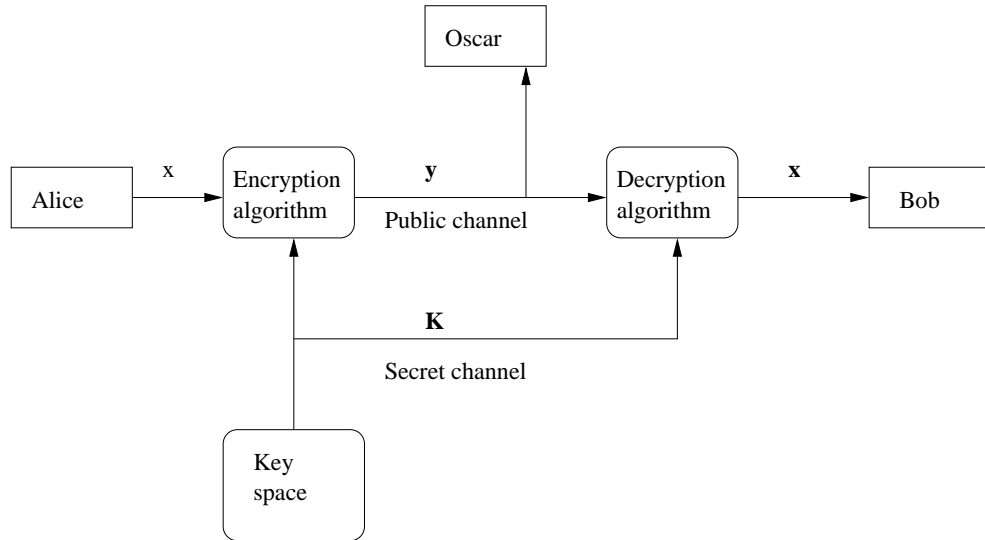 Oscar
x
Encryption
algorithm
y
Decryption
algorithm
x
Alice
Public channel
Bob
K
Secret channel
Key
space